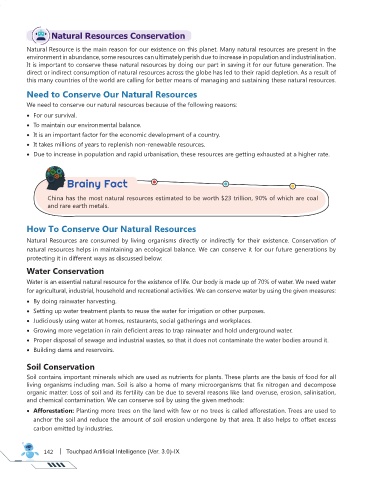 Natural Resources Conservation
Natural Resource is the main reason for our existence on this planet. Many natural resources are present in the
environment in abundance, some resources can ultimately perish due to increase in population and industrialisation.
It is important to conserve these natural resources by doing our part in saving it for our future generation. The
direct or indirect consumption of natural resources across the globe has led to their rapid depletion. As a result of
this many countries of the world are calling for better means of managing and sustaining these natural resources.
Need to Conserve Our Natural Resources
We need to conserve our natural resources because of the following reasons:
• For our survival.
• To maintain our environmental balance.
• It is an important factor for the economic development of a country.
• It takes millions of years to replenish non-renewable resources.
• Due to increase in population and rapid urbanisation, these resources are getting exhausted at a higher rate.
Brainy Fact
China has the most natural resources estimated to be worth $23 trillion, 90% of which are coal
and rare earth metals.
How To Conserve Our Natural Resources
Natural Resources are consumed by living organisms directly or indirectly for their existence. Conservation of
natural resources helps in maintaining an ecological balance. We can conserve it for our future generations by
protecting it in different ways as discussed below:
Water Conservation
Water is an essential natural resource for the existence of life. Our body is made up of 70% of water. We need water
for agricultural, industrial, household and recreational activities. We can conserve water by using the given measures:
• By doing rainwater harvesting.
• Setting up water treatment plants to reuse the water for irrigation or other purposes.
• Judiciously using water at homes, restaurants, social gatherings and workplaces.
• Growing more vegetation in rain deficient areas to trap rainwater and hold underground water.
• Proper disposal of sewage and industrial wastes, so that it does not contaminate the water bodies around it.
• Building dams and reservoirs.
Soil Conservation
Soil contains important minerals which are used as nutrients for plants. These plants are the basis of food for all
living organisms including man. Soil is also a home of many microorganisms that fix nitrogen and decompose
organic matter. Loss of soil and its fertility can be due to several reasons like land overuse, erosion, salinisation,
and chemical contamination. We can conserve soil by using the given methods:
• Afforestation: Planting more trees on the land with few or no trees is called afforestation. Trees are used to
anchor the soil and reduce the amount of soil erosion undergone by that area. It also helps to offset excess
carbon emitted by industries.
142 | Touchpad Artificial Intelligence (Ver. 3.0)-IX